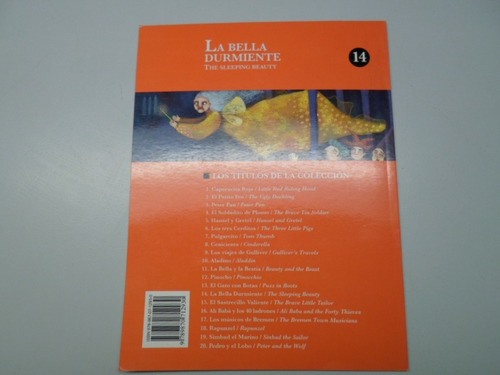 LA BELLA
DURMIENTE
THE SLEEPING BEAUTY
14
LOS TÍTULOS DE LA COLECCIÓN
1. Caperucita Roja / Little Red Riding Hood
2. El Patito Feo / The Ugly Duckling
3. Peter Pan / Peter Pan
4. El Soldadito de Plomo / The Brave Tin Soldier
5. Hansel y Gretel / Hansel and Gretel
6. Los tres Cerditos / The Three Little Pigs
7. Pulgarcito / Tom Thumb
8. Cenicienta / Cinderella
9. Los viajes de Gulliver / Gulliver's Travels
10. Aladino / Aladdin
11. La Bella y la Bestia / Beauty and the Beast
12. Pinocho / Pinocchio
13. El Gato con Botas / Puss in Boots
14. La Bella Durmiente / The Sleeping Beauty
15. El Sastrecillo Valiente / The Brave Little Tailor
16. Alí Babá y los 40 ladrones / Ali Baba and the Forty Thieves
17. Los músicos de Bremen / The Bremen Town Musicians
18. Rapunzel / Rapunzel
19. Simbad el Marino / Sinbad the Sailor
20. Pedro y el Lobo / Peter and the Wolf